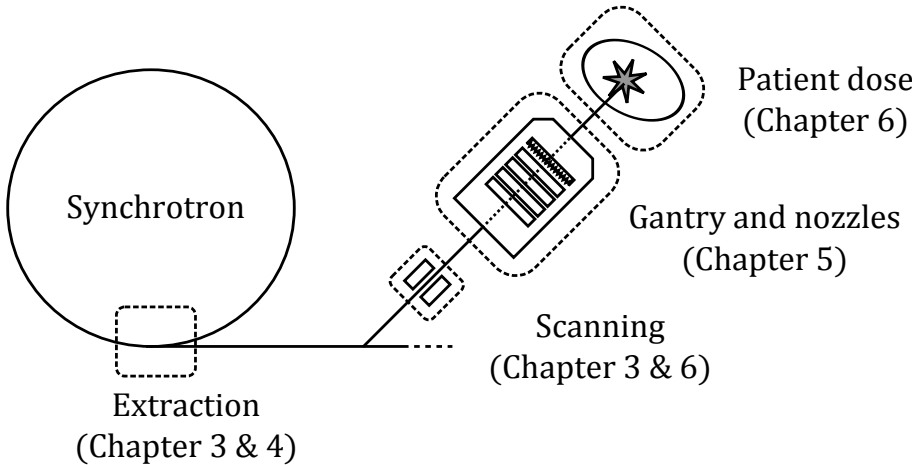 Patient dose
(Chapter 6)
Synchrotron
Gantry and nozzles
(Chapter 5)
Scanning
(Chapter 3 & 6)
Extraction
(Chapter 3 & 4)